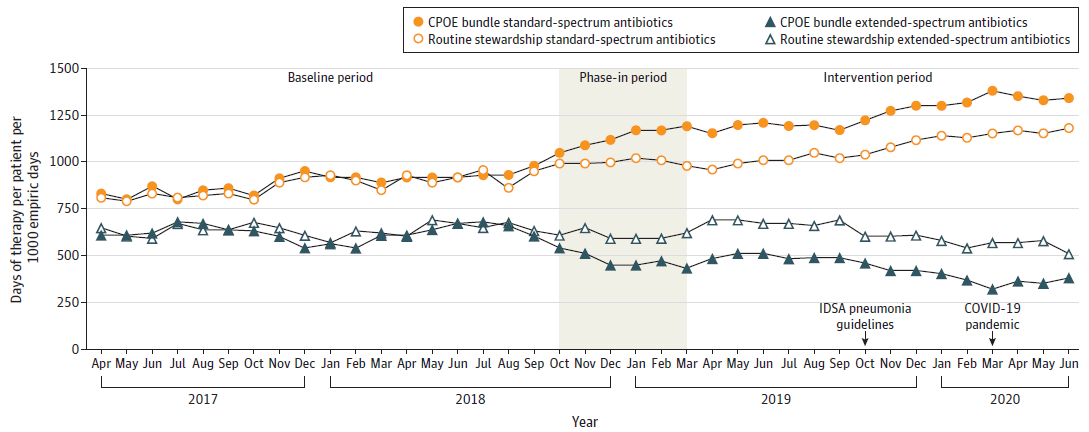 CPOE bundle standard-spectrum antibiotics
CPOE bundle extended-spectrum antibiotics
Routine stewardship standard-spectrum antibiotics
Routine stewardship extended-spectrum antibiotics
Days of therapy per patient per
10000 empiric days
1500
1250
1000
750
500
250
0
Baseline period
Phase-in period
Intervention period
IDSA pneumonia
guidelines
COVID-19
pandemic
Apr May Jun Jul Aug Sep Oct Nov Dec Jan Feb Mar Apr May Jun Jul Aug Sep Oct Nov Dec Jan Feb Mar Apr May Jun Jul Aug Sep Oct Nov Dec Jan Feb Mar Apr May Jun
2017 2018 2019 2020
Year